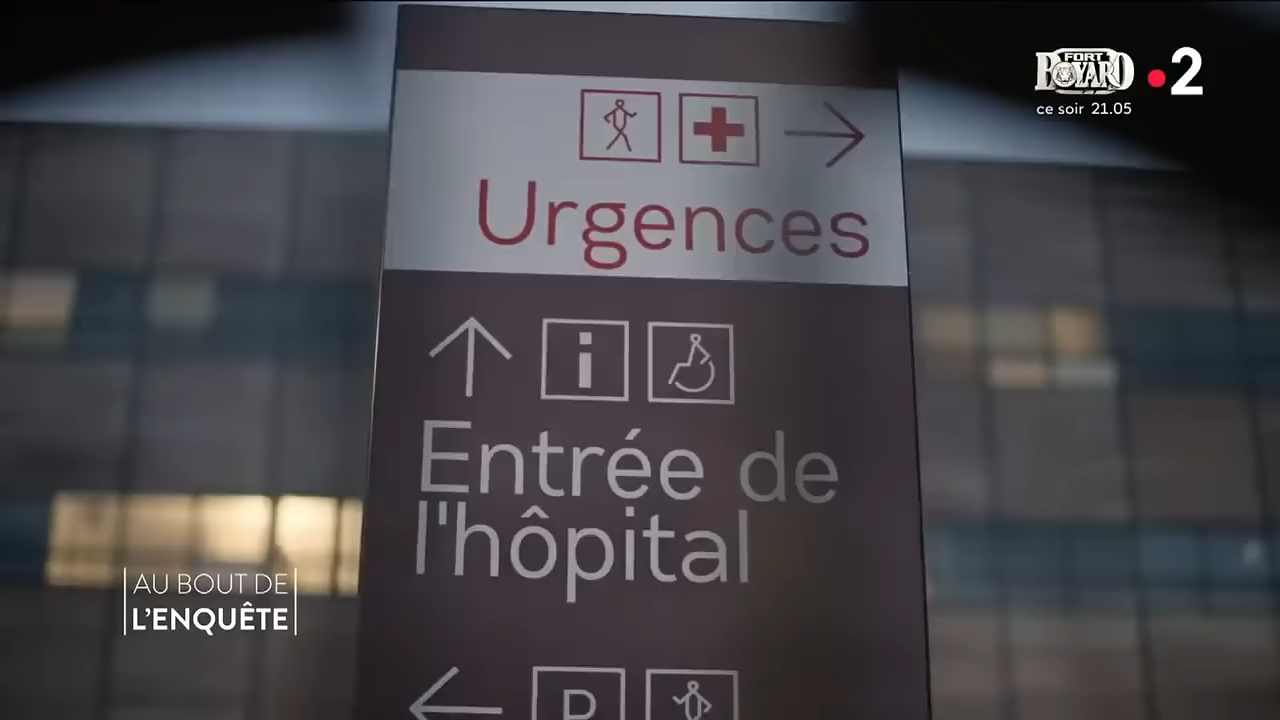 FORT
BOYARD
2
ce soir 21.05
Urgences
i
Entrée de
l'hôpital
AU BOUT DE
L'ENQUÊTE
P